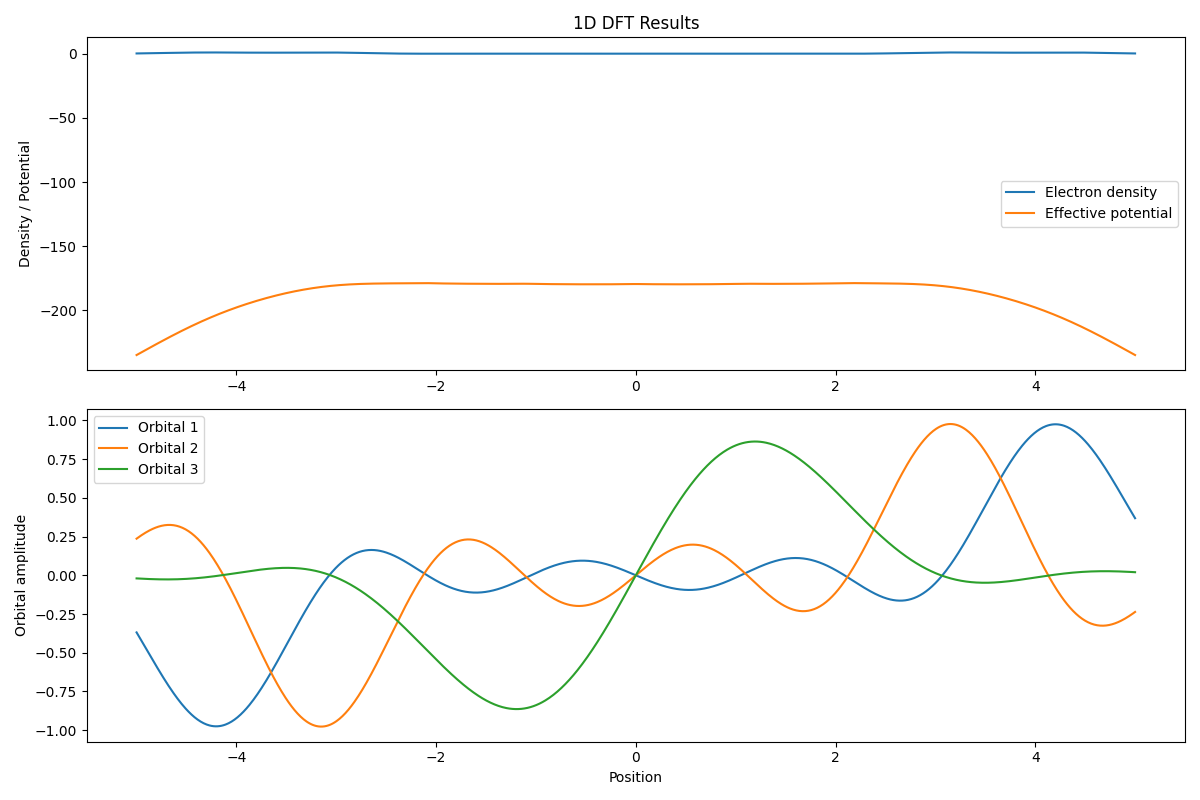 1D DFT Results
Density / Potential
0
−50
−100
−150
−200
Electron density
Effective potential
−4
−2
0
2
4
Orbital amplitude
1.00
0.75
0.50
0.25
0.00
−0.25
−0.50
−0.75
−1.00
Orbital 1
Orbital 2
Orbital 3
−4
−2
0
2
4
Position